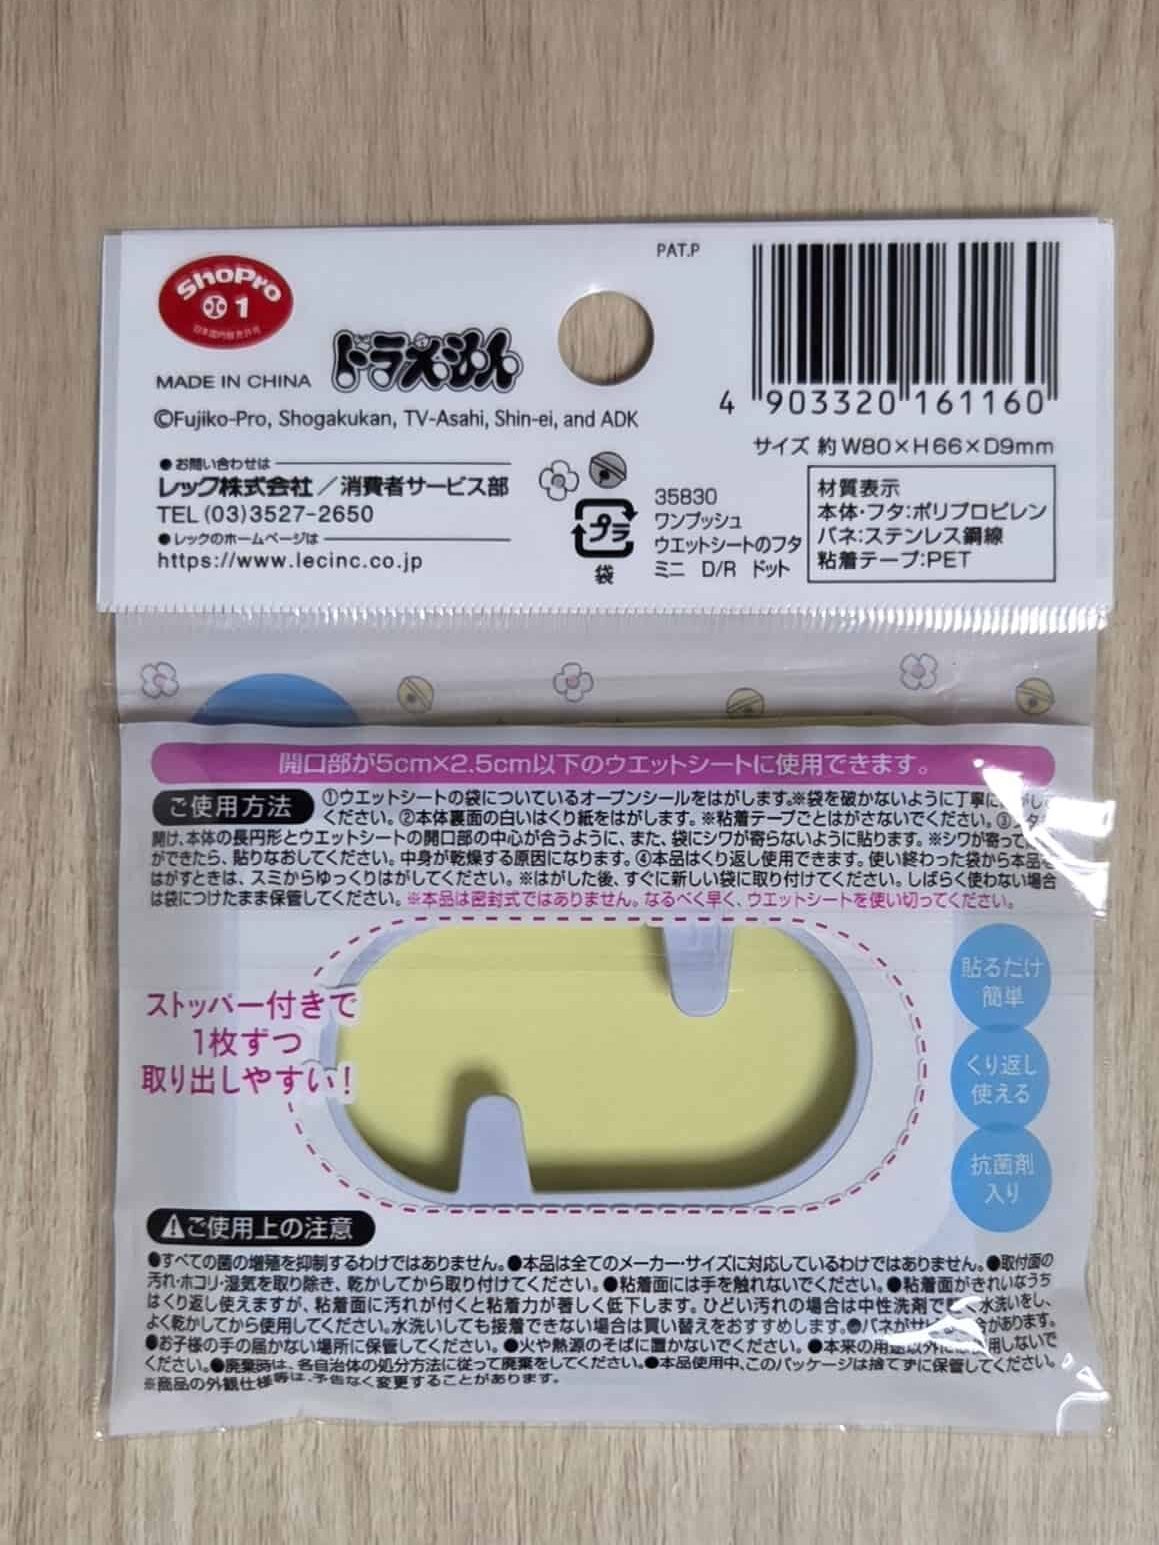 ShoPro
1
日本国内販売許可
MADE IN CHINA
ドラえもん
PAT.P
4 903320 161160
©Fujiko-Pro, Shogakukan, TV-Asahi, Shin-ei, and ADK
サイズ 約 W80×H66×D9mm
●お問い合わせは
レック株式会社／消費者サービス部
TEL (03)3527-2650
●レックのホームページは
https://www.lecinc.co.jp
プラ
袋
35830
ワンプッシュ
ウエットシートのフタ
ミニ D/R ドット
材質表示
本体・フタ:ポリプロピレン
バネ:ステンレス鋼線
粘着テープ:PET
開口部が5cm×2.5cm以下のウエットシートに使用できます。
ご使用方法
①ウエットシートの袋についているオープンシールをはがします。※袋を破かないように丁寧に
ください。②本体裏面の白いはくり紙をはがします。※粘着テープごとはがさないでください。③
開け、本体の長円形とウエットシートの開口部の中心が合うように、また、袋にシワが寄らないように貼ります。※シワが寄って
ができたら、貼りなおしてください。中身が乾燥する原因になります。④本品はくり返し使用できます。使い終わった袋から本品を
はがすときは、スミからゆっくりはがしてください。※はがした後、すぐに新しい袋に取り付けてください。しばらく使わない場合
は袋につけたまま保管してください。※本品は密封式ではありません。なるべく早く、ウエットシートを使い切ってください。
ストッパー付きで
1枚ずつ
取り出しやすい!
貼るだけ
簡単
くり返し
使える
抗菌剤
入り
ご使用上の注意
●すべての菌の増殖を抑制するわけではありません。●本品は全てのメーカー・サイズに対応しているわけではありません。●取付面の
汚れ・ホコリ・湿気を取り除き、乾かしてから取り付けてください。●粘着面には手を触れないでください。●粘着面がきれいなうち
はくり返し使えますが、粘着面に汚れが付くと粘着力が著しく低下します。ひどい汚れの場合は中性洗剤で 水洗いをし、
よく乾かしてから使用してください。水洗いしても接着できない場合は買い替えをおすすめします。●バネがサビ 合があります。
●お子様の手の届かない場所に保管してください。●火や熱源のそばに置かないでください。●本来の用途以外には使用しないで
ください。●廃棄時は、各自治体の処分方法に従って廃棄をしてください。●本品使用中、このパッケージは捨てずに保管してください。
※商品の外観仕様等は、予告なく変更することがあります。